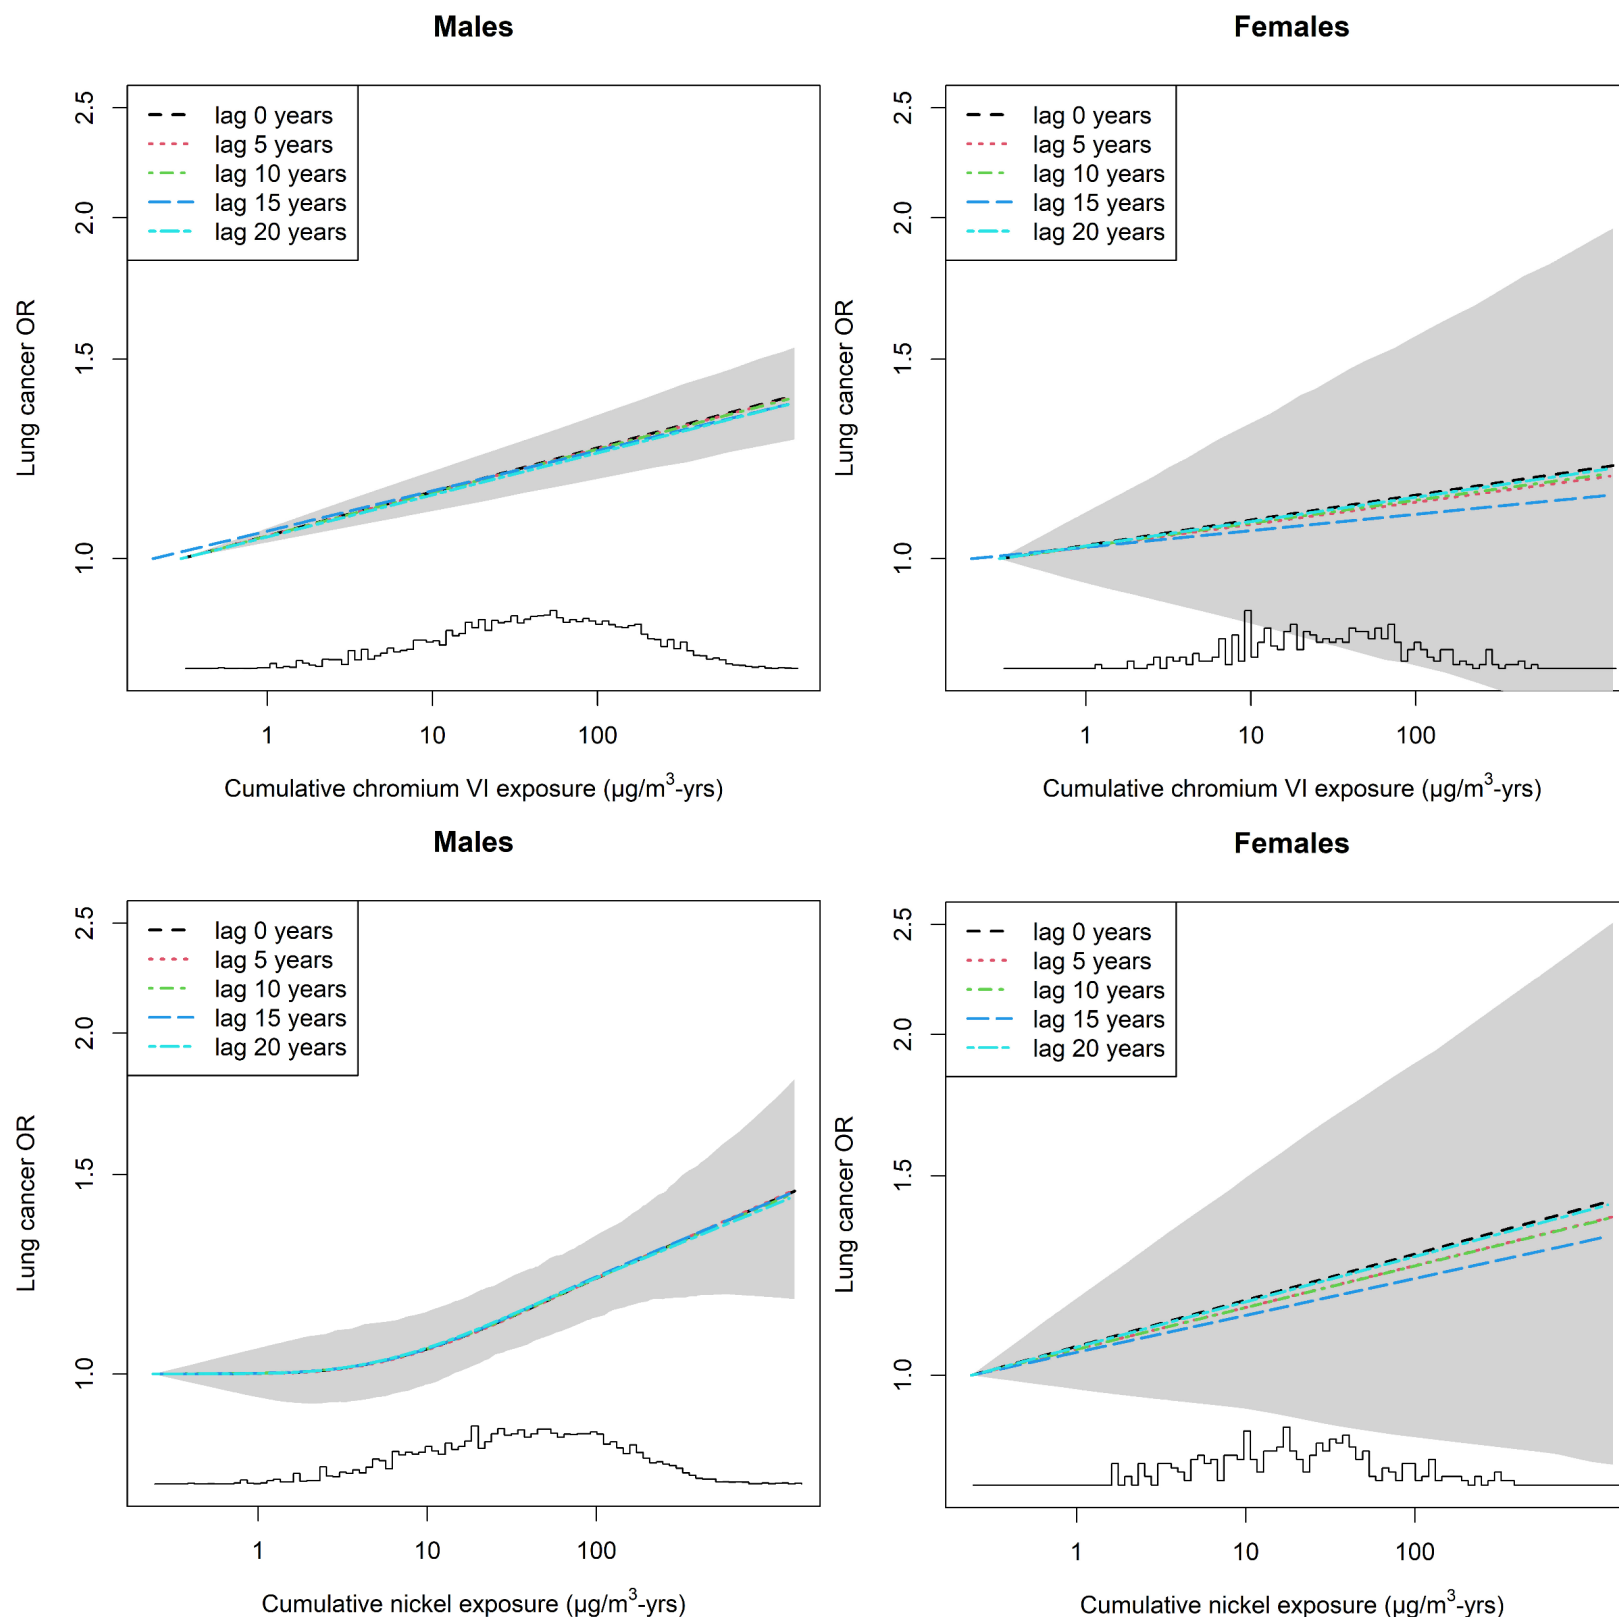 Males
Females
Lung cancer OR
2.5
2.0
1.5
1.0
lag 0 years
lag 5 years
lag 10 years
lag 15 years
lag 20 years
1 10 100
Cumulative chromium VI exposure (µg/m³-yrs)
Lung cancer OR
2.5
2.0
1.5
1.0
lag 0 years
lag 5 years
lag 10 years
lag 15 years
lag 20 years
1 10 100
Cumulative chromium VI exposure (µg/m³-yrs)
Males
Females
Lung cancer OR
2.5
2.0
1.5
1.0
lag 0 years
lag 5 years
lag 10 years
lag 15 years
lag 20 years
1 10 100
Cumulative nickel exposure (µg/m³-yrs)
Lung cancer OR
2.5
2.0
1.5
1.0
lag 0 years
lag 5 years
lag 10 years
lag 15 years
lag 20 years
1 10 100
Cumulative nickel exposure (µg/m³-yrs)